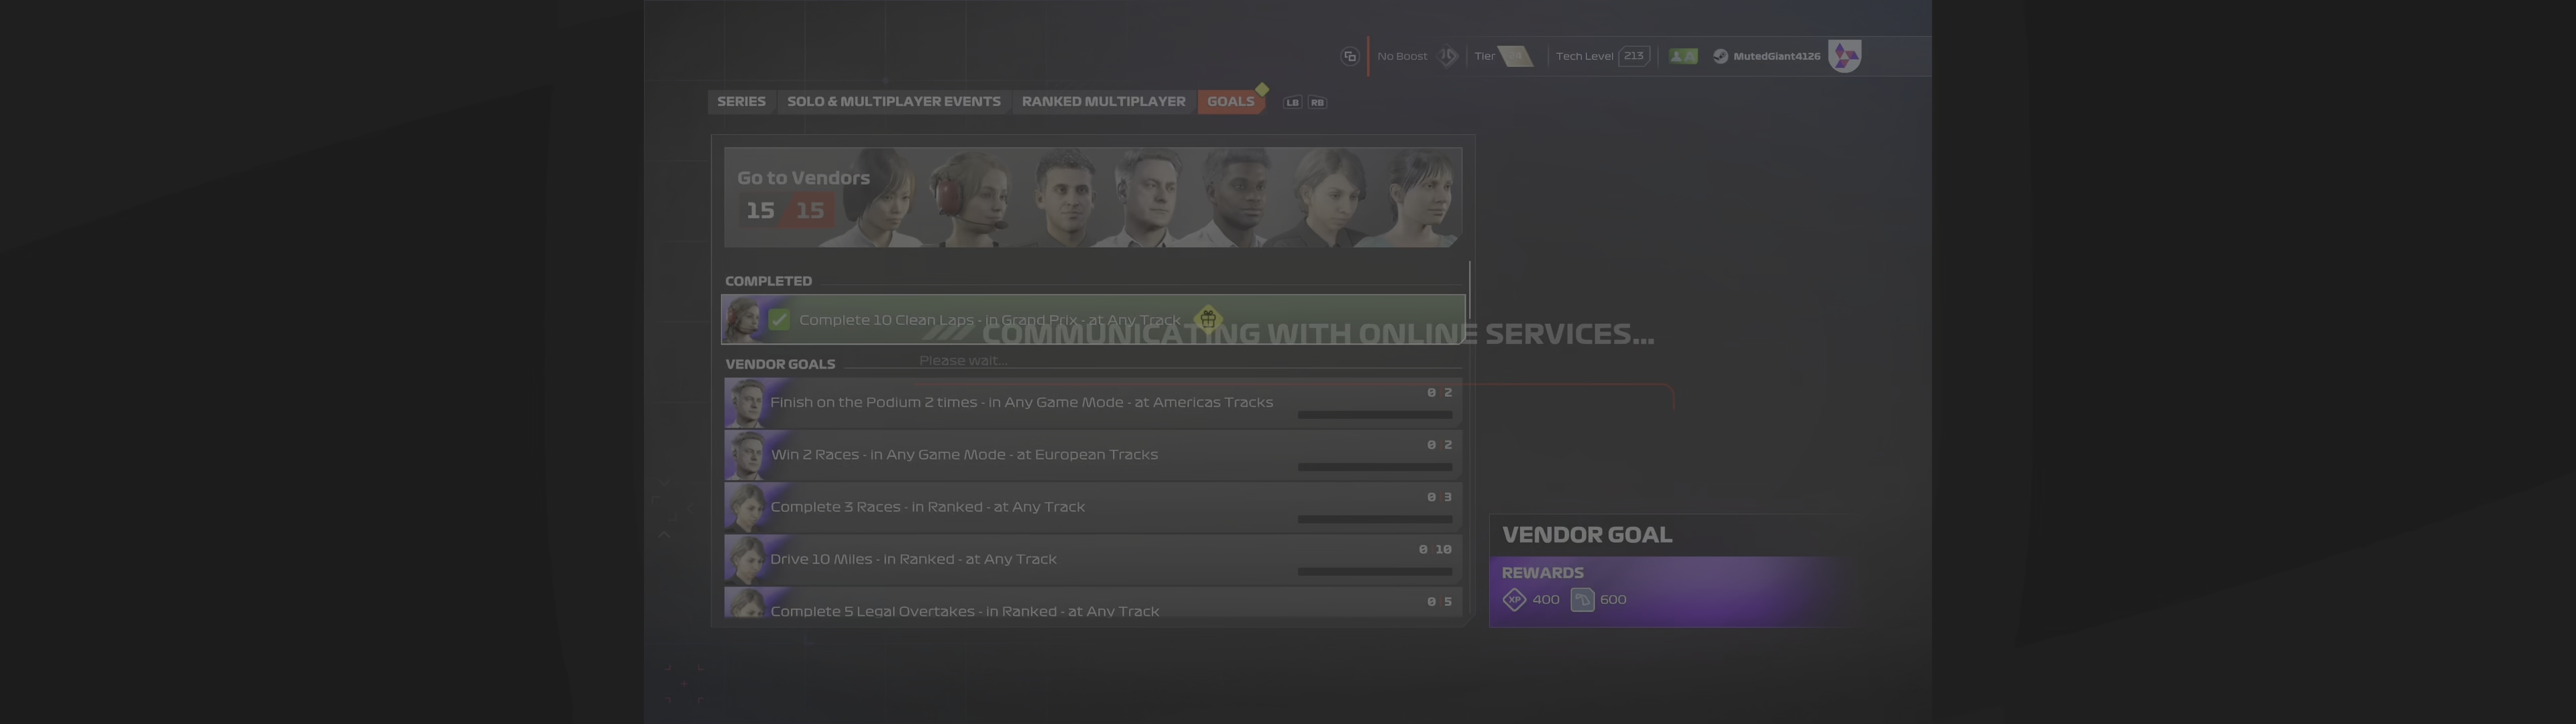 No Boost Tier Tech Level 213 MutedGiant4126
SERIES SOLO & MULTIPLAYER EVENTS RANKED MULTIPLAYER GOALS LB RB
Go to Vendors
15 15
COMPLETED
Complete 10 Clean Laps - in Grand Prix - at Any Track
COMMUNICATING WITH ONLINE SERVICES...
Please wait...
VENDOR GOALS
Finish on the Podium 2 times - in Any Game Mode - at Americas Tracks 0 2
Win 2 Races - in Any Game Mode - at European Tracks 0 2
Complete 3 Races - in Ranked - at Any Track 0 3
Drive 10 Miles - in Ranked - at Any Track 0 10
Complete 5 Legal Overtakes - in Ranked - at Any Track 0 5
VENDOR GOAL
REWARDS
XP 400 600